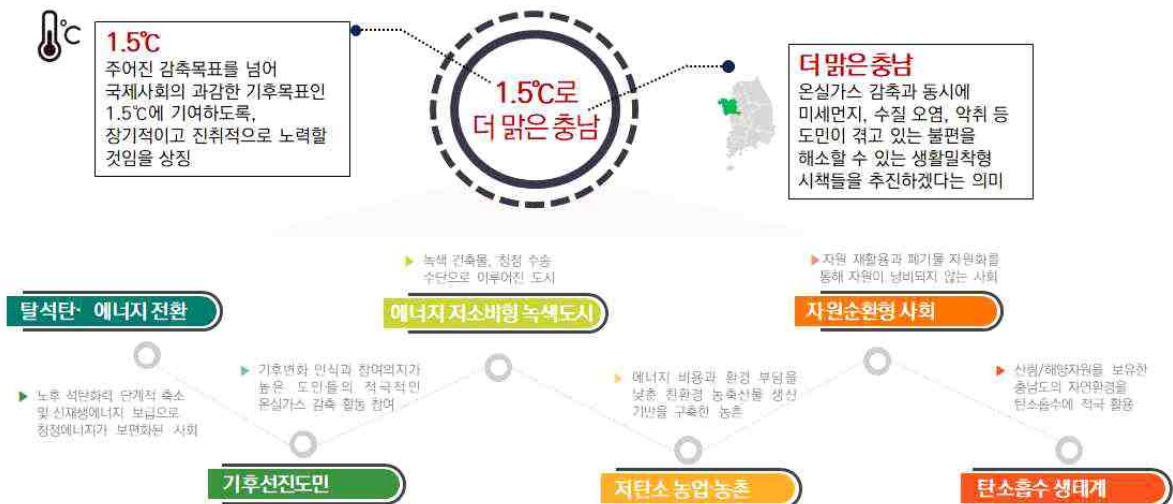 ℃
1.5℃
주어진 감축목표를 넘어
국제사회의 과감한 기후목표인
1.5℃에 기여하도록,
장기적이고 진취적으로 노력할
것임을 상징
1.5℃로
더 맑은 충남
더 맑은 충남
온실가스 감축과 동시에
미세먼지, 수질 오염, 악취 등
도민이 겪고 있는 불편을
해소할 수 있는 생활밀착형
시책들을 추진하겠다는 의미
▶ 녹색 건축물, 청정 수송
수단으로 이루어진 도시
▶ 자원 재활용과 폐기물 자원화를
통해 자원이 낭비되지 않는 사회
탈석탄· 에너지 전환
에너지 저소비형 녹색도시
자원순환형 사회
▶ 노후 석탄화력 단계적 축소
및 신재생에너지 보급으로
청정에너지가 보편화된 사회
▶ 기후변화 인식과 참여의지가
높은 도민들의 적극적인
온실가스 감축 활동 참여
▶ 에너지 비용과 환경 부담을
낮춘 친환경 농축산물 생산
기반을 구축한 농촌
▶ 산림/해양자원을 보유한
충남도의 자연환경을
탄소흡수에 적극 활용
기후선진도민
저탄소 농업·농촌
탄소흡수 생태계